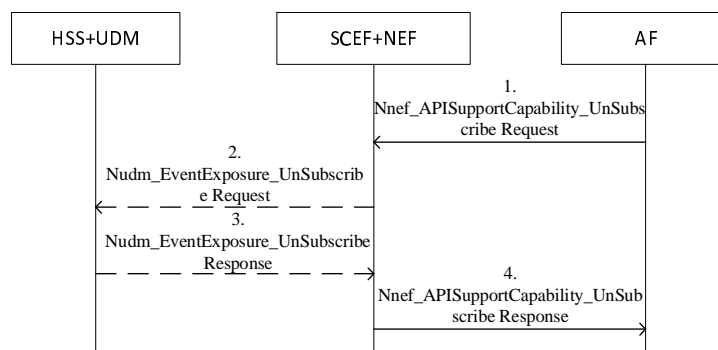 HSS+UDM
SCEF+NEF
AF
1.
Nnef_APISupportCapability_UnSubs
cribe Request
2.
Nudm_EventExposure_UnSubscrib
e Request
3.
Nudm_EventExposure_UnSubscribe
Response
4.
Nnef_APISupportCapability_UnSub
scribe Response